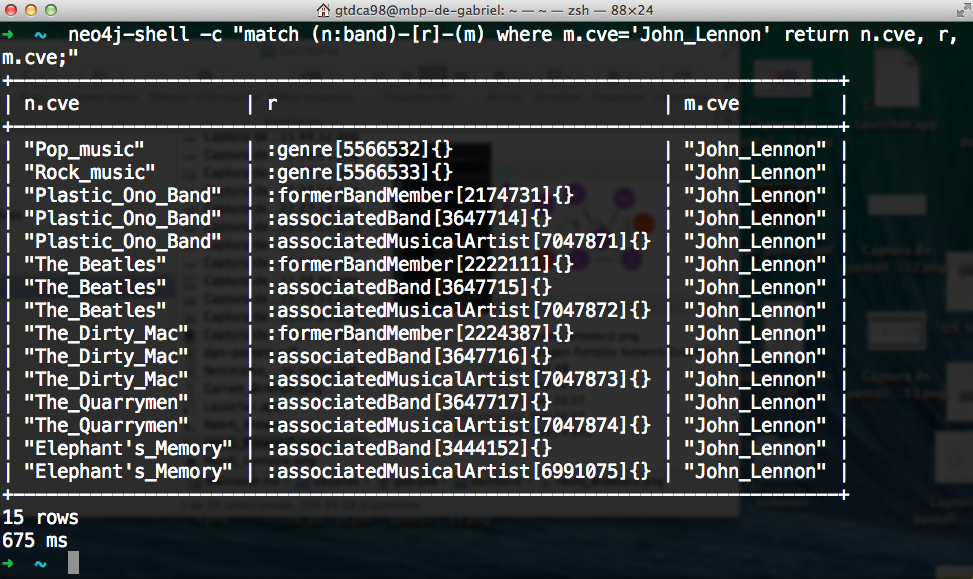 gtdca98@mbp-de-gabriel: ~ — ~ — zsh — 88×24
→ ~ neo4j-shell -c "match (n:band)-[r]-(m) where m.cve='John_Lennon' return n.cve, r,
m.cve;"
+--------------------------------------------------------------------------------------+
| n.cve | r | m.cve |
+--------------------------------------------------------------------------------------+
| "Pop_music" | :genre[5566532]{} | "John_Lennon" |
| "Rock_music" | :genre[5566533]{} | "John_Lennon" |
| "Plastic_Ono_Band" | :formerBandMember[2174731]{} | "John_Lennon" |
| "Plastic_Ono_Band" | :associatedBand[3647714]{} | "John_Lennon" |
| "Plastic_Ono_Band" | :associatedMusicalArtist[7047871]{} | "John_Lennon" |
| "The_Beatles" | :formerBandMember[2222111]{} | "John_Lennon" |
| "The_Beatles" | :associatedBand[3647715]{} | "John_Lennon" |
| "The_Beatles" | :associatedMusicalArtist[7047872]{} | "John_Lennon" |
| "The_Dirty_Mac" | :formerBandMember[2224387]{} | "John_Lennon" |
| "The_Dirty_Mac" | :associatedBand[3647716]{} | "John_Lennon" |
| "The_Dirty_Mac" | :associatedMusicalArtist[7047873]{} | "John_Lennon" |
| "The_Quarrymen" | :associatedBand[3647717]{} | "John_Lennon" |
| "The_Quarrymen" | :associatedMusicalArtist[7047874]{} | "John_Lennon" |
| "Elephant's_Memory" | :associatedBand[3444152]{} | "John_Lennon" |
| "Elephant's_Memory" | :associatedMusicalArtist[6991075]{} | "John_Lennon" |
+--------------------------------------------------------------------------------------+
15 rows
675 ms
→ ~